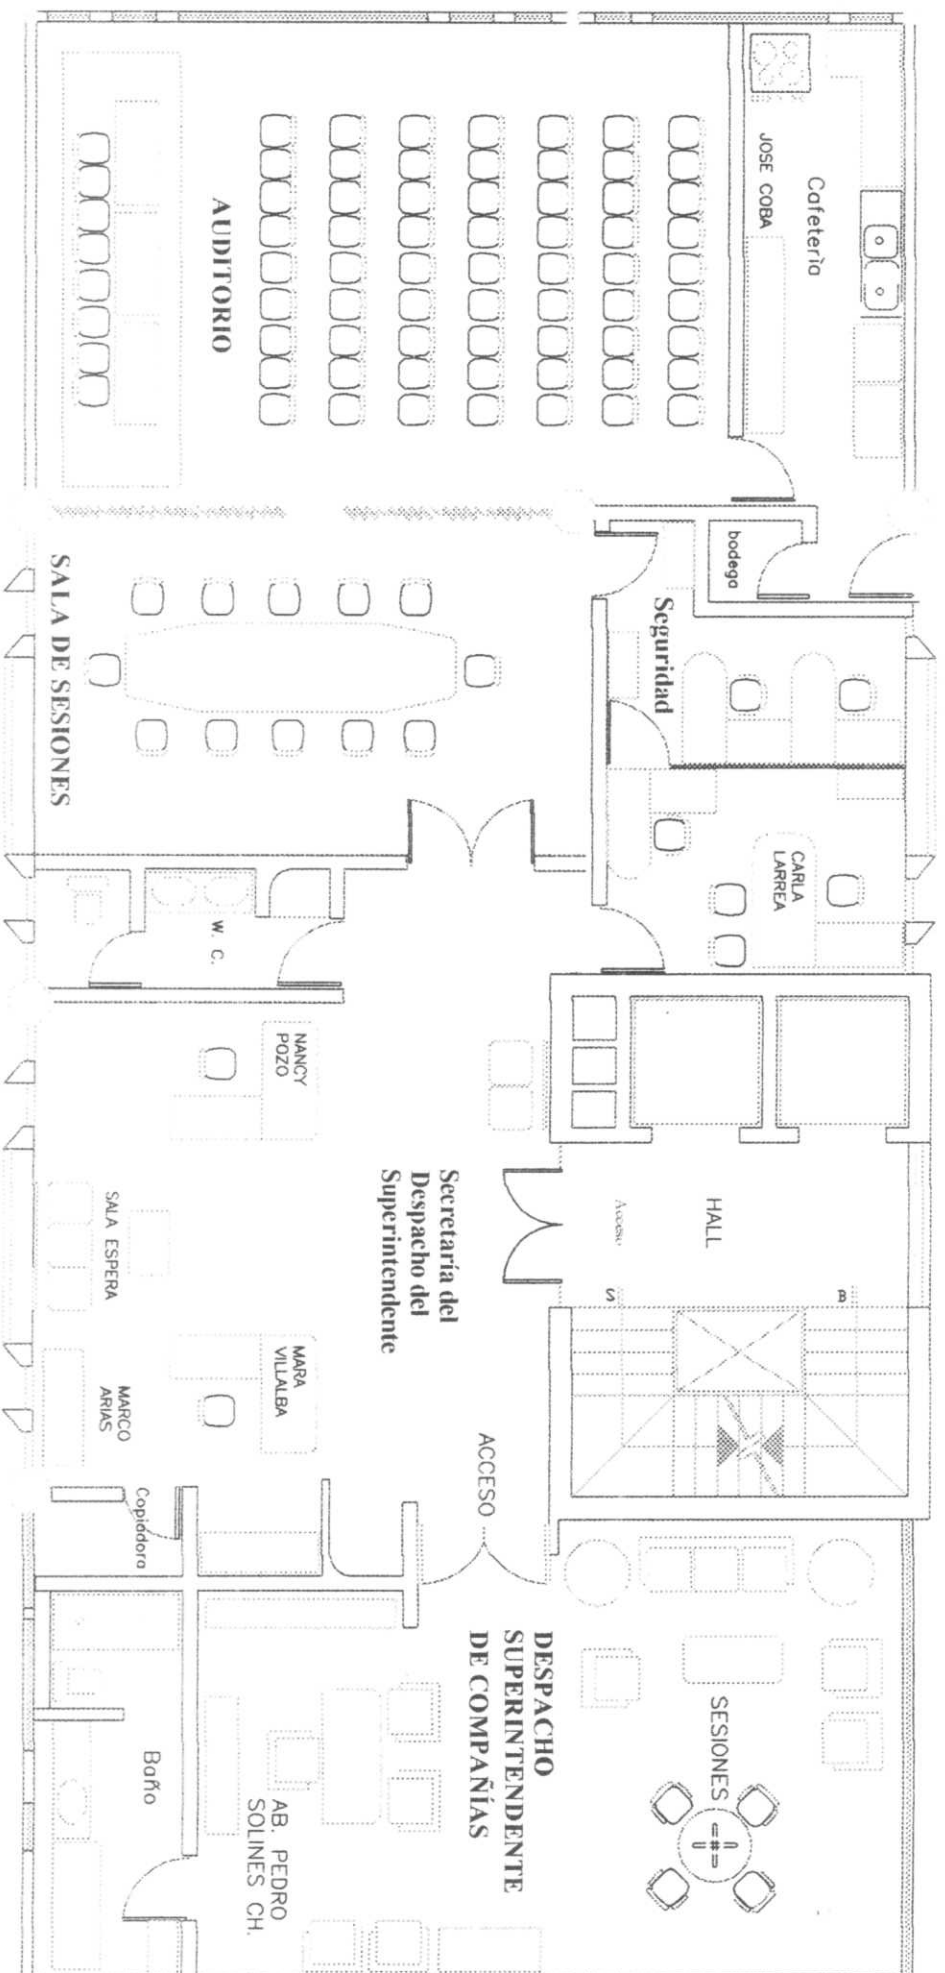 Cafeterìa
JOSE COBA
AUDITORIO
bodega
Seguridad
SALA DE SESIONES
CARLA
LARREA
W. C.
NANCY
POZO
HALL
Acceso
S
B
Secretaría del
Despacho del
Superintendente
SALA ESPERA
MARA
VILLALBA
MARCO
ARIAS
ACCESO
Copiadora
DESPACHO
SUPERINTENDENTE
DE COMPAÑÍAS
SESIONES
Baño
AB. PEDRO
SOLINES CH.